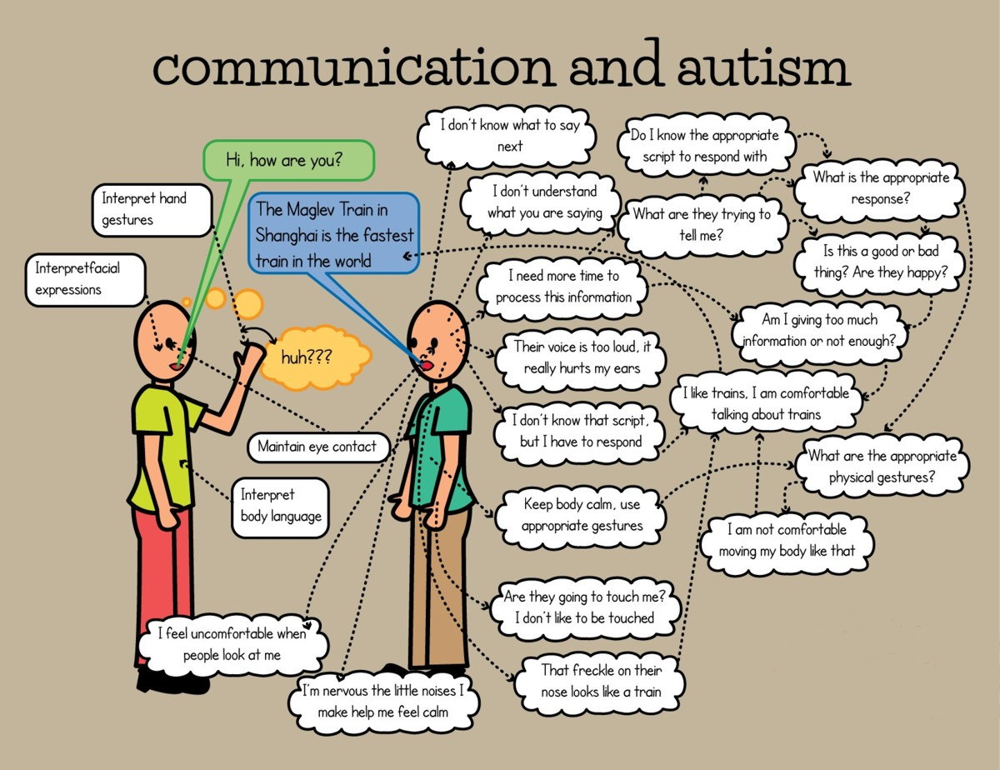 communication and autism
Hi, how are you?
Interpret hand
gestures
The Maglev Train in
Shanghai is the fastest
train in the world
Interpretfacial
expressions
huh???
Maintain eye contact
Interpret
body language
I feel uncomfortable when
people look at me
I'm nervous the little noises I
make help me feel calm
I don't know what to say
next
I don't understand
what you are saying
I need more time to
process this information
Their voice is too loud, it
really hurts my ears
I don't know that script,
but I have to respond
Keep body calm, use
appropriate gestures
Are they going to touch me?
I don't like to be touched
That freckle on their
nose looks like a train
Do I know the appropriate
script to respond with
What are they trying to
tell me?
What is the appropriate
response?
Is this a good or bad
thing? Are they happy?
Am I giving too much
information or not enough?
I like trains, I am comfortable
talking about trains
What are the appropriate
physical gestures?
I am not comfortable
moving my body like that